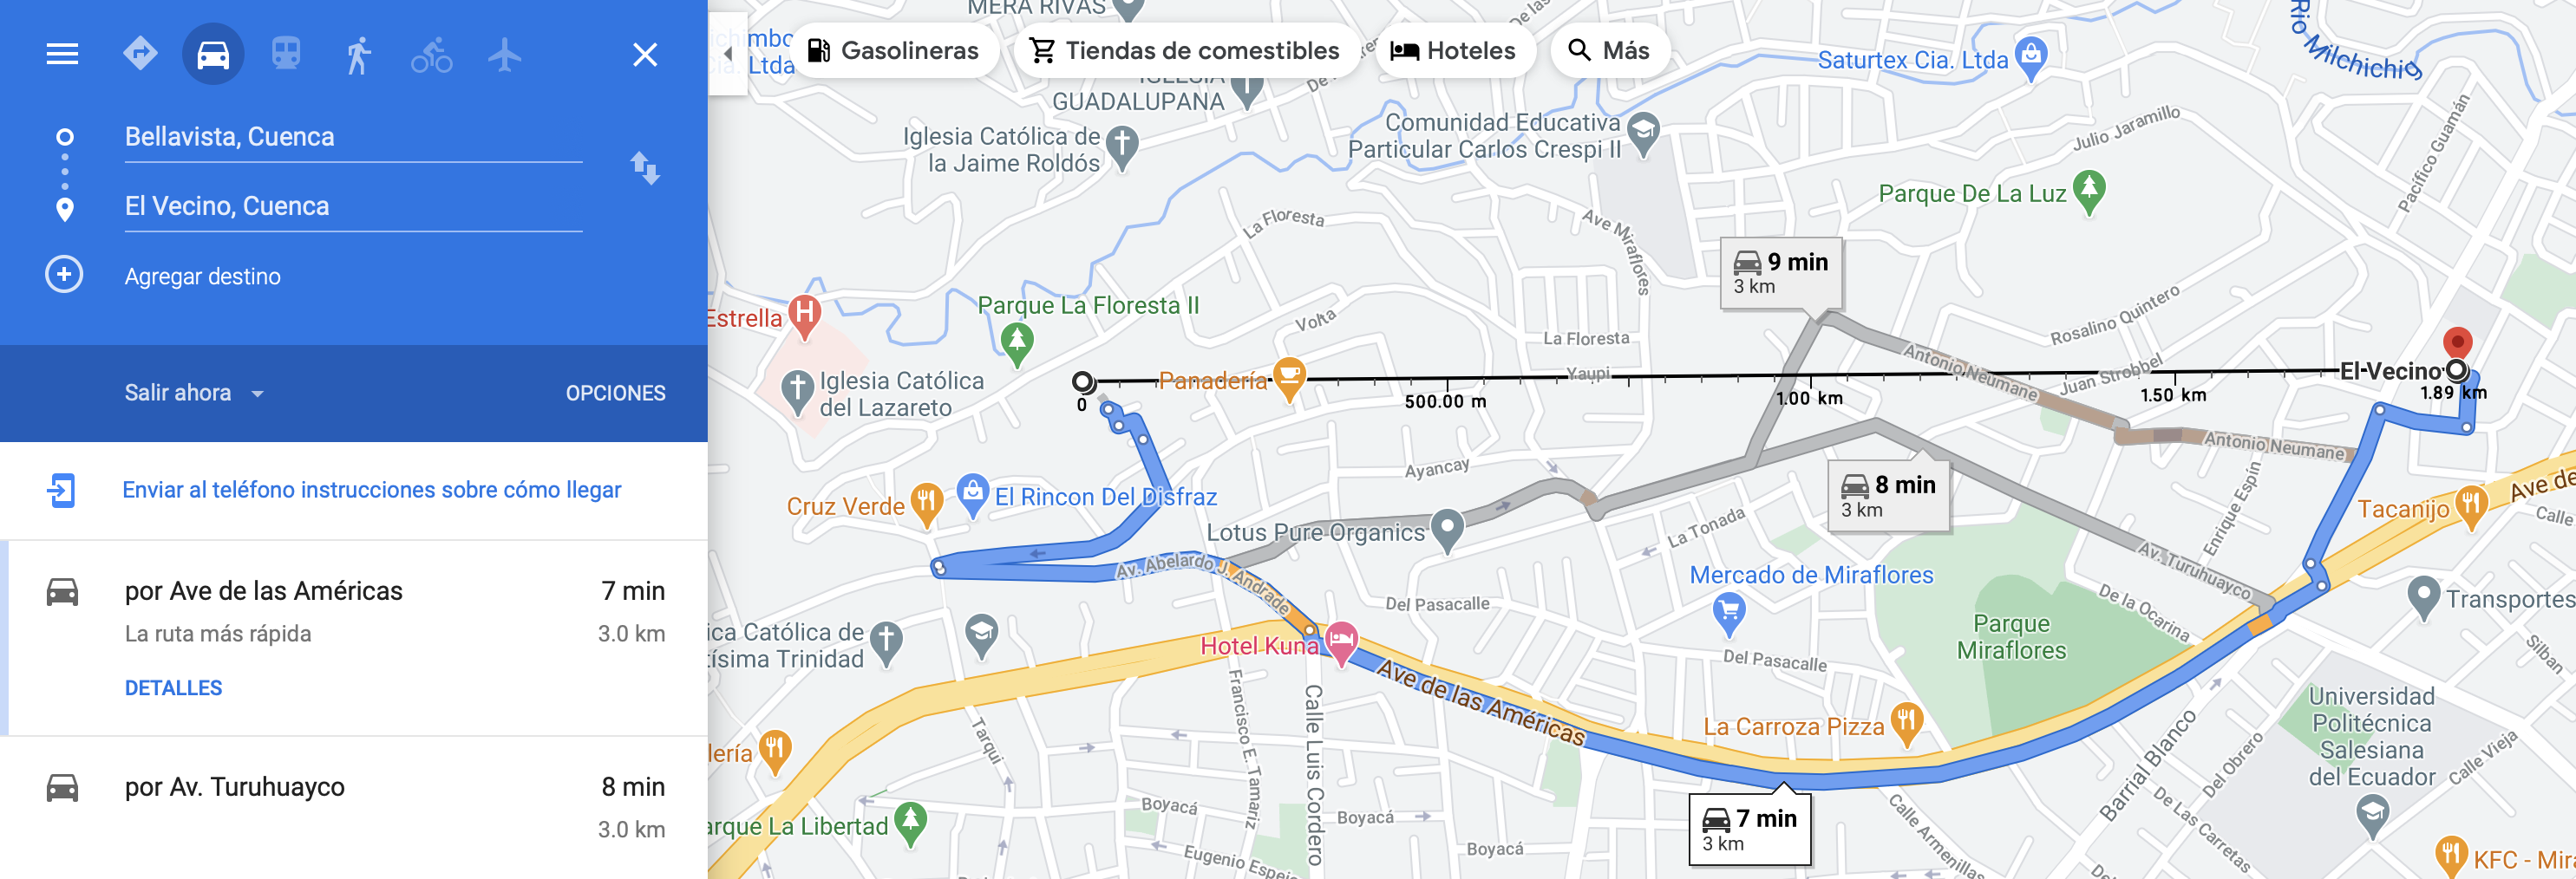 Bellavista, Cuenca
El Vecino, Cuenca
Agregar destino
Salir ahora
OPCIONES
Enviar al teléfono instrucciones sobre cómo llegar
por Ave de las Américas
7 min
La ruta más rápida
3.0 km
DETALLES
por Av. Turuhuayco
8 min
3.0 km
MERA RIVAS
Gasolineras
Tiendas de comestibles
Hoteles
Más
Ltda
IGLESIA
GUADALUPANA
Iglesia Católica de
la Jaime Roldós
Comunidad Educativa
Particular Carlos Crespi II
Saturtex Cia. Ltda
Rio Milchichig
Julio Jaramillo
Pacífico Guamán
Parque De La Luz
La Floresta
Ave Miraflores
9 min
3 km
Parque La Floresta II
Estrella
Volta
La Floresta
Rosalino Quintero
Antonio Neumane
Juan Strobbel
Iglesia Católica
del Lazareto
Panadería
Yaupi
El Vecino
0
500.00 m
1.00 km
1.50 km
1.89 km
Antonio Neumane
Ayancay
8 min
3 km
Cruz Verde
El Rincon Del Disfraz
Lotus Pure Organics
La Tonada
Enrique Espín
Tacanijo
Ave de
Calle
Av. Abelardo J. Andrade
Av. Turuhuayco
Mercado de Miraflores
Del Pasacalle
De la Ocarina
Transportes
Parque
Miraflores
ica Católica de
tísima Trinidad
Hotel Kuna
Del Pasacalle
Silban
Ave de las Américas
Francisco E. Tamariz
Calle Luis Cordero
La Carroza Pizza
Universidad
Politécnica
Salesiana
del Ecuador
Tarqui
lería
Barrial Blanco
Del Obrero
Calle Vieja
Boyacá
Boyacá
Boyacá
7 min
3 km
De Las Carretas
Calle Armenillas
arque La Libertad
Eugenio Espejo
KFC - Mira